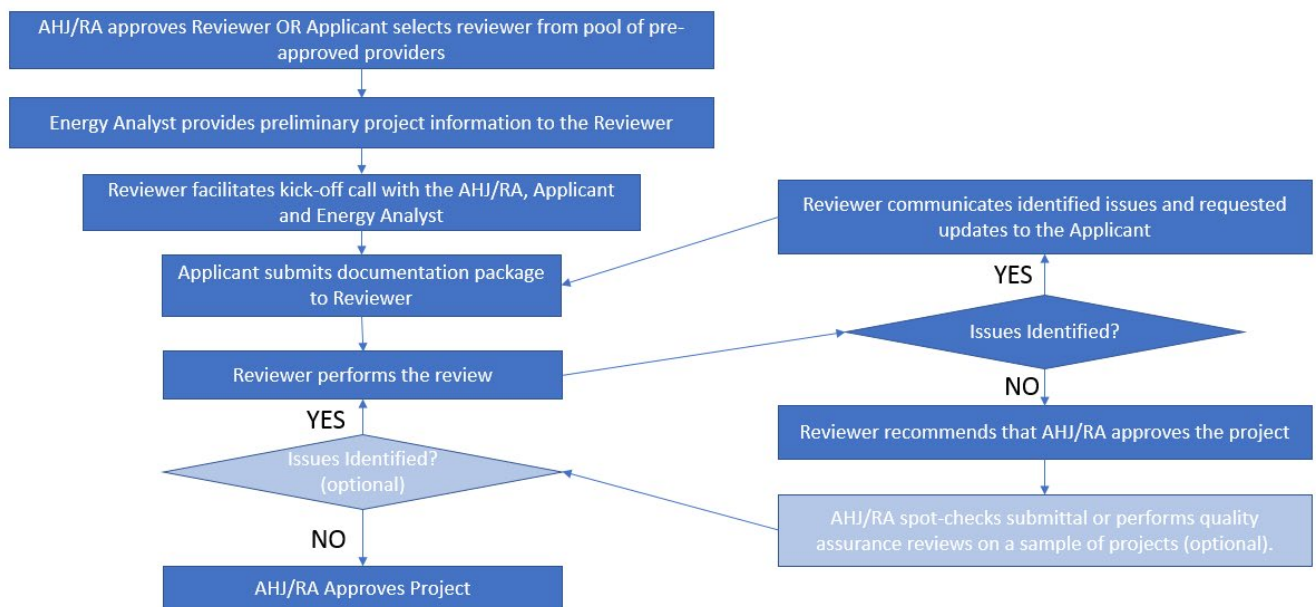 AHJ/RA approves Reviewer OR Applicant selects reviewer from pool of pre-
approved providers
Energy Analyst provides preliminary project information to the Reviewer
Reviewer facilitates kick-off call with the AHJ/RA, Applicant
and Energy Analyst
Applicant submits documentation package
to Reviewer
Reviewer performs the review
YES
Issues Identified?
(optional)
NO
AHJ/RA Approves Project
Reviewer communicates identified issues and requested
updates to the Applicant
YES
Issues Identified?
NO
Reviewer recommends that AHJ/RA approves the project
AHJ/RA spot-checks submittal or performs quality
assurance reviews on a sample of projects (optional).